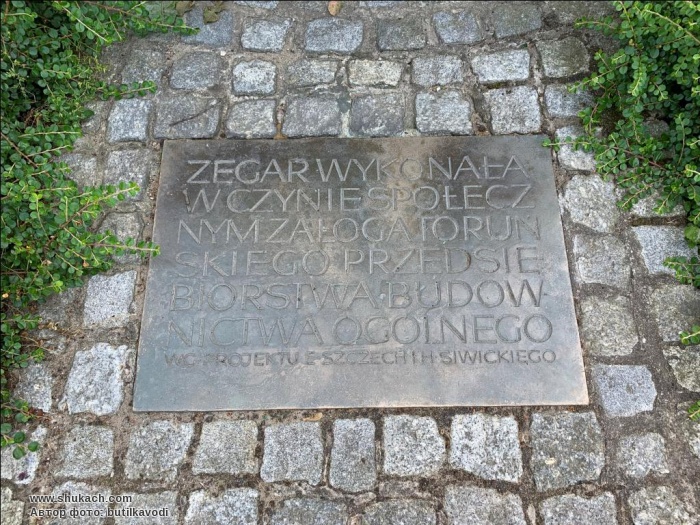 ZEGAR WYKONAŁA
W CZYNIE SPOŁECZ
NYM ZAŁOGA TORUŃ
SKIEGO PRZEDSIĘ
BIORSTWA BUDOW
NICTWA OGÓLNEGO
WG PROJEKTU E·SZCZECH I H·SIWICKIEGO
www.shukach.com
Автор фото: butilkavodi